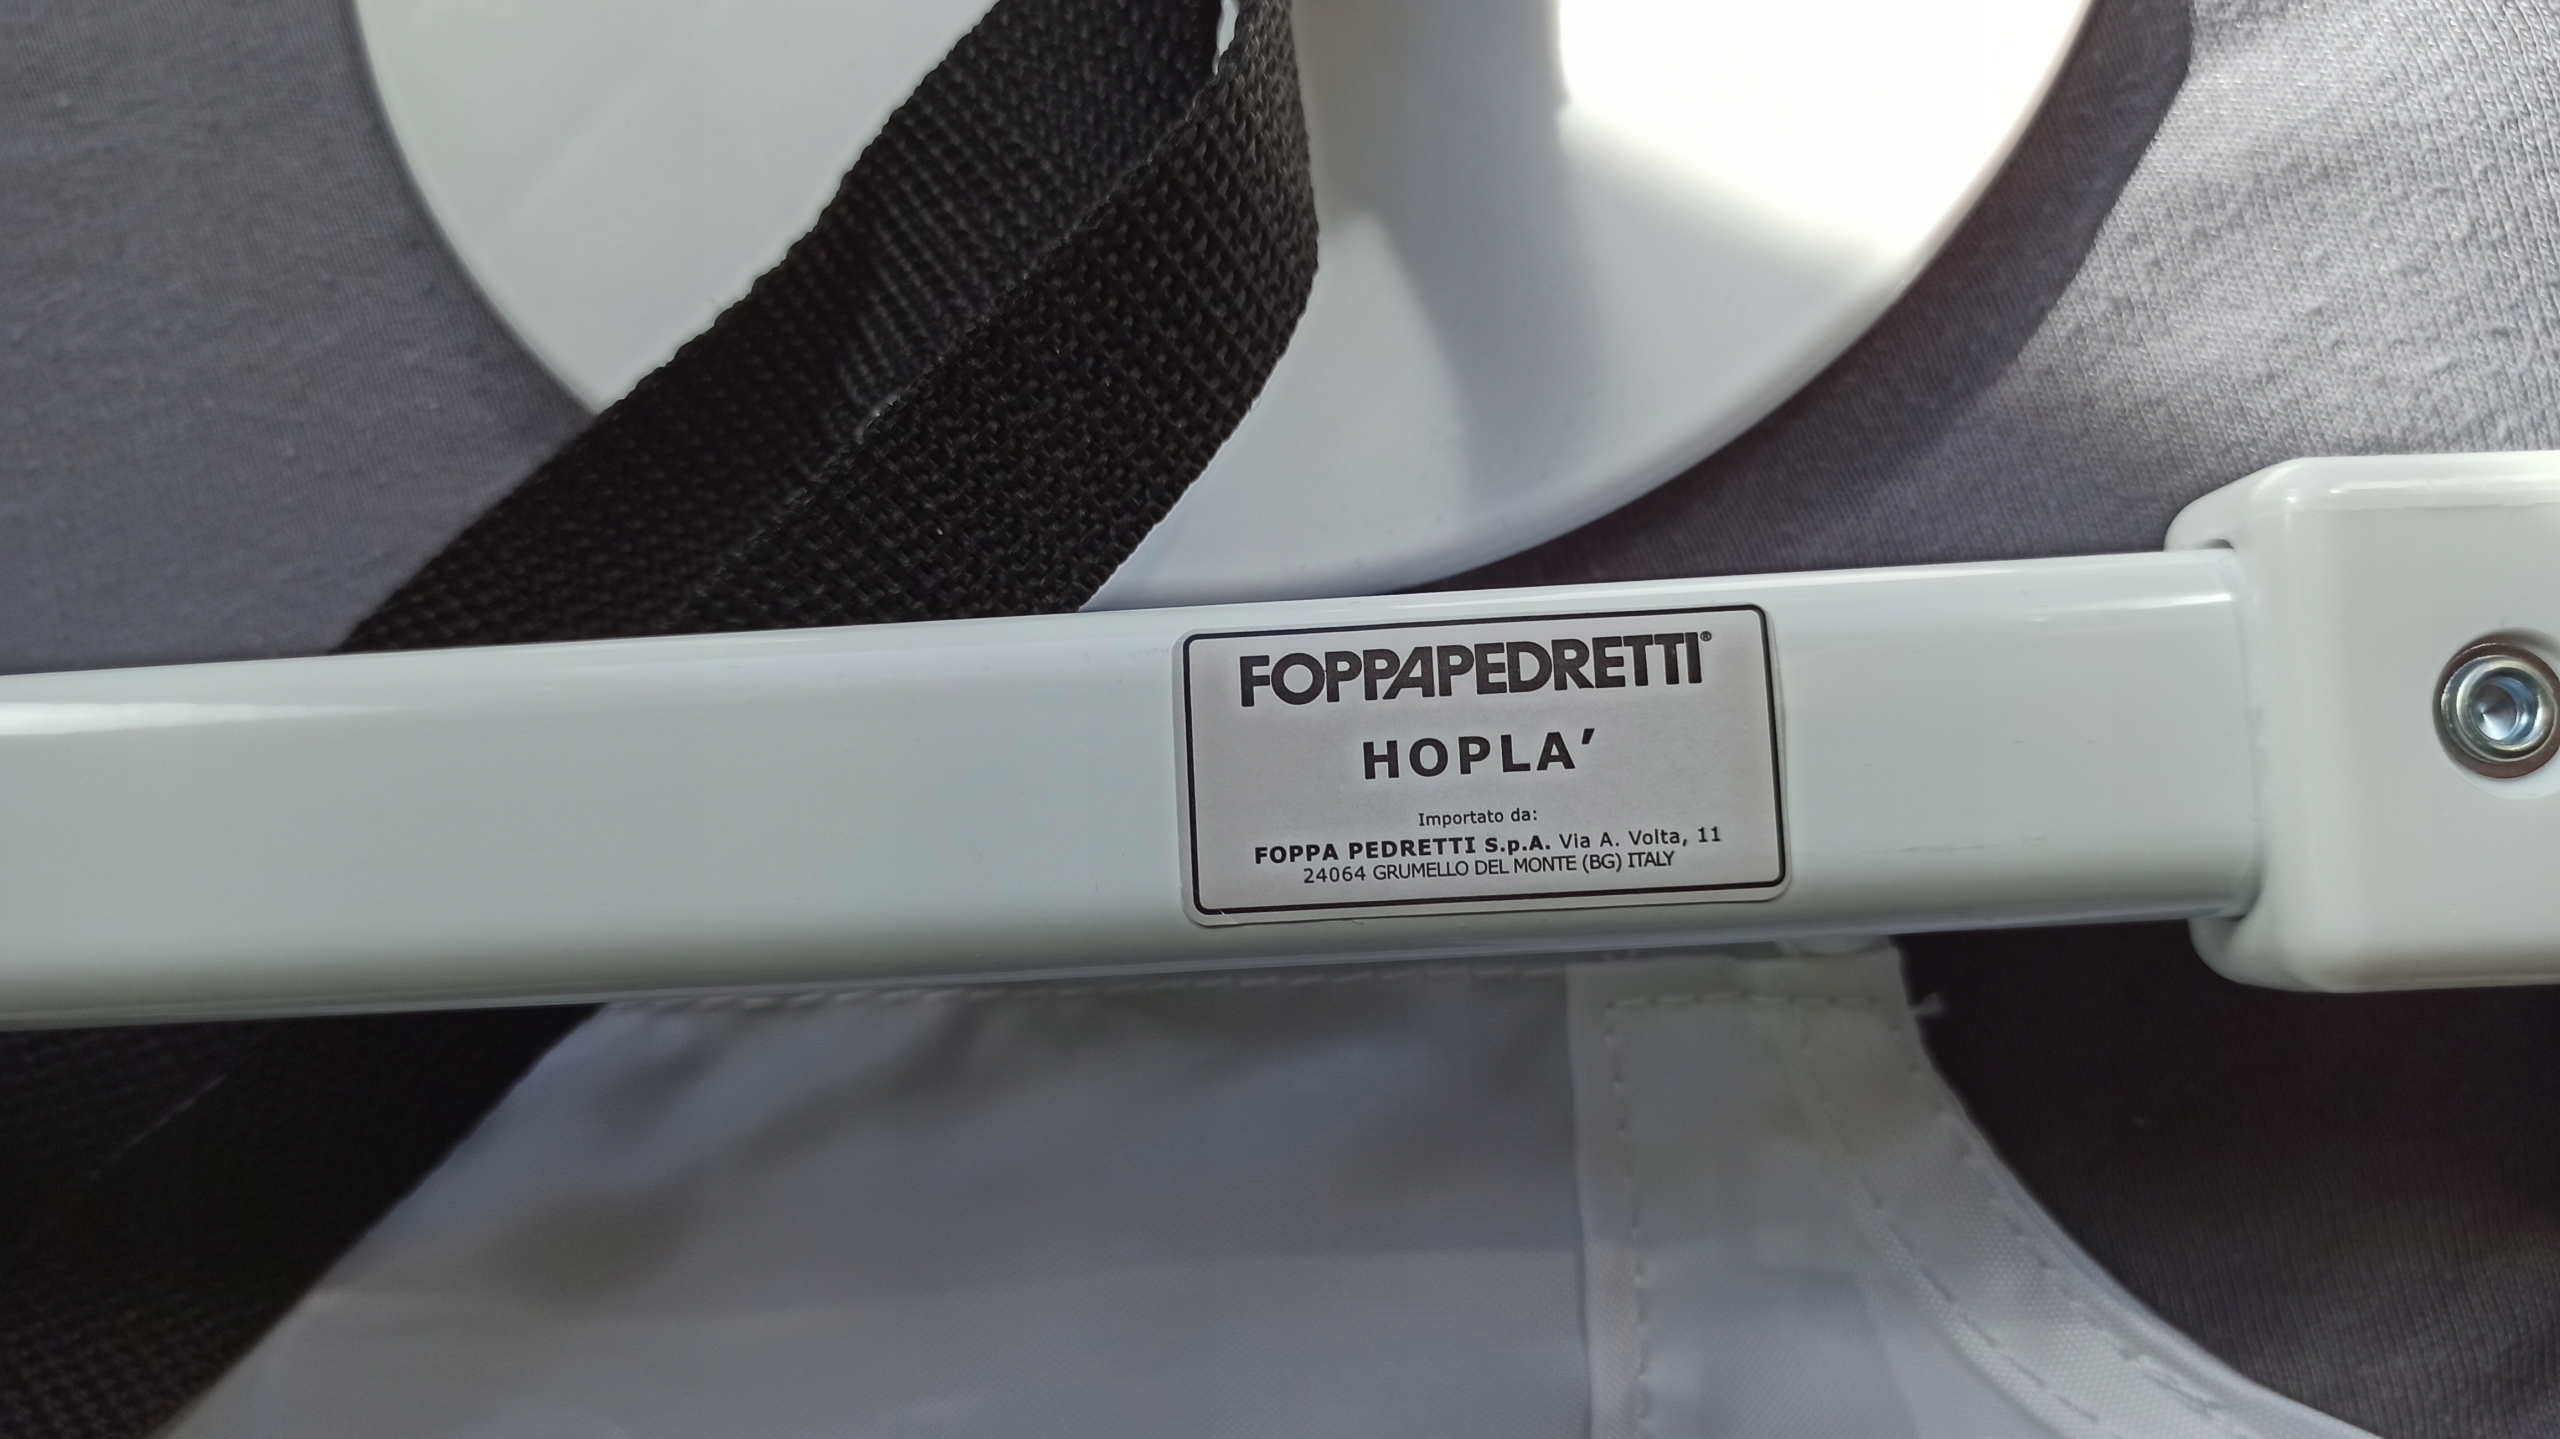 FOPPAPEDRETTI®
HOPLA'
Importato da:
FOPPA PEDRETTI S.p.A. Via A. Volta, 11
24064 GRUMELLO DEL MONTE (BG) ITALY